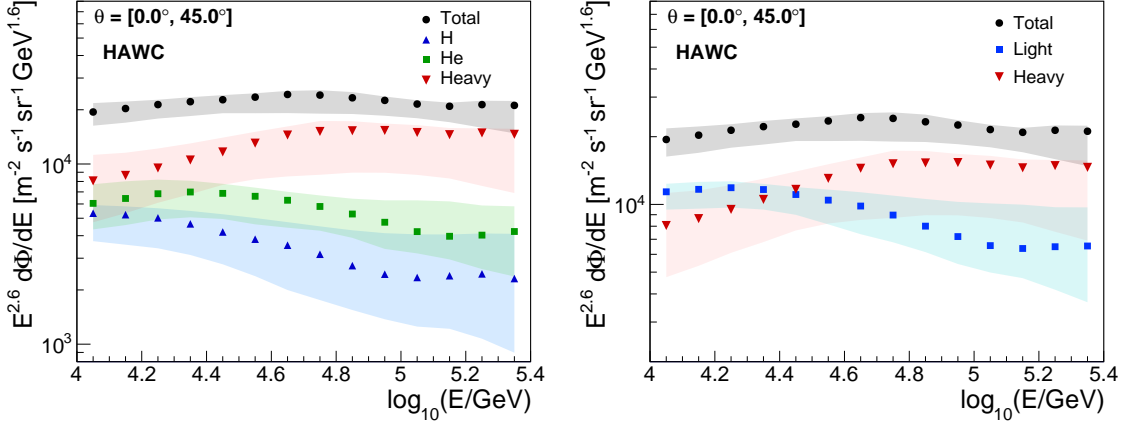 E^2.6 dΦ/dE [m^-2 s^-1 sr^-1 GeV^1.6]
θ = [0.0°, 45.0°]
HAWC
Total
H
He
Heavy
10^4
10^3
4 4.2 4.4 4.6 4.8 5 5.2 5.4
log10(E/GeV)
E^2.6 dΦ/dE [m^-2 s^-1 sr^-1 GeV^1.6]
θ = [0.0°, 45.0°]
HAWC
Total
Light
Heavy
10^4
4 4.2 4.4 4.6 4.8 5 5.2 5.4
log10(E/GeV)